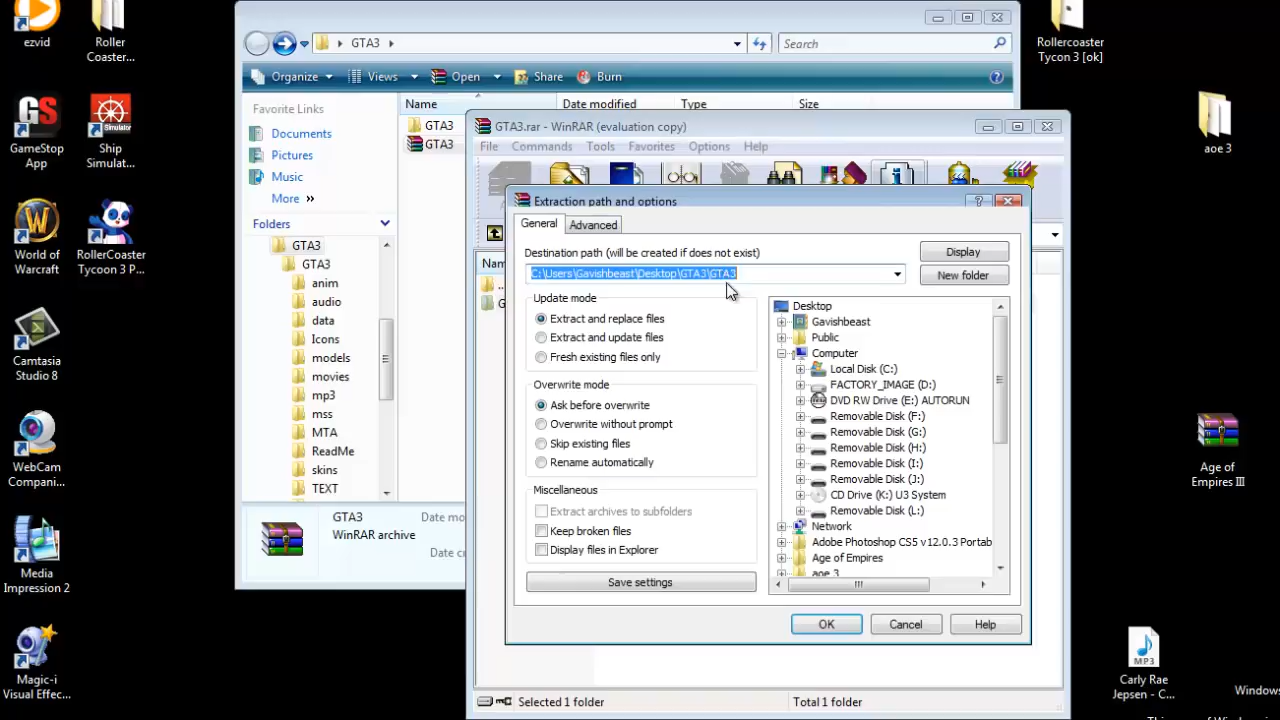 ezvid
Roller
Coaster...
GameStop
App
Ship
Simulat...
World of
Warcraft
RollerCoaster
Tycoon 3 P...
Camtasia
Studio 8
WebCam
Compani...
Media
Impression 2
Magic-i
Visual Effec...
GTA3
Search
Organize
Views
Open
Share
Burn
Favorite Links
Documents
Pictures
Music
More »
Folders
GTA3
GTA3
anim
audio
data
Icons
models
movies
mp3
mss
MTA
ReadMe
skins
TEXT
Name
Date modified
Type
Size
GTA3
GTA3
GTA3
WinRAR archive
Date mo
Date c
GTA3.rar - WinRAR (evaluation copy)
File
Commands
Tools
Favorites
Options
Help
Nam
..
G
Extraction path and options
General
Advanced
Destination path (will be created if does not exist)
C:\Users\Gavishbeast\Desktop\GTA3\GTA3
Display
New folder
Update mode
Extract and replace files
Extract and update files
Fresh existing files only
Overwrite mode
Ask before overwrite
Overwrite without prompt
Skip existing files
Rename automatically
Miscellaneous
Extract archives to subfolders
Keep broken files
Display files in Explorer
Save settings
Desktop
Gavishbeast
Public
Computer
Local Disk (C:)
FACTORY_IMAGE (D:)
DVD RW Drive (E:) AUTORUN
Removable Disk (F:)
Removable Disk (G:)
Removable Disk (H:)
Removable Disk (I:)
Removable Disk (J:)
CD Drive (K:) U3 System
Removable Disk (L:)
Network
Adobe Photoshop CS5 v12.0.3 Portab
Age of Empires
aoe 3
OK
Cancel
Help
Selected 1 folder
Total 1 folder
Rollercoaster
Tycon 3 [ok]
aoe 3
Age of
Empires III
Carly Rae
Jepsen - C...
Windows